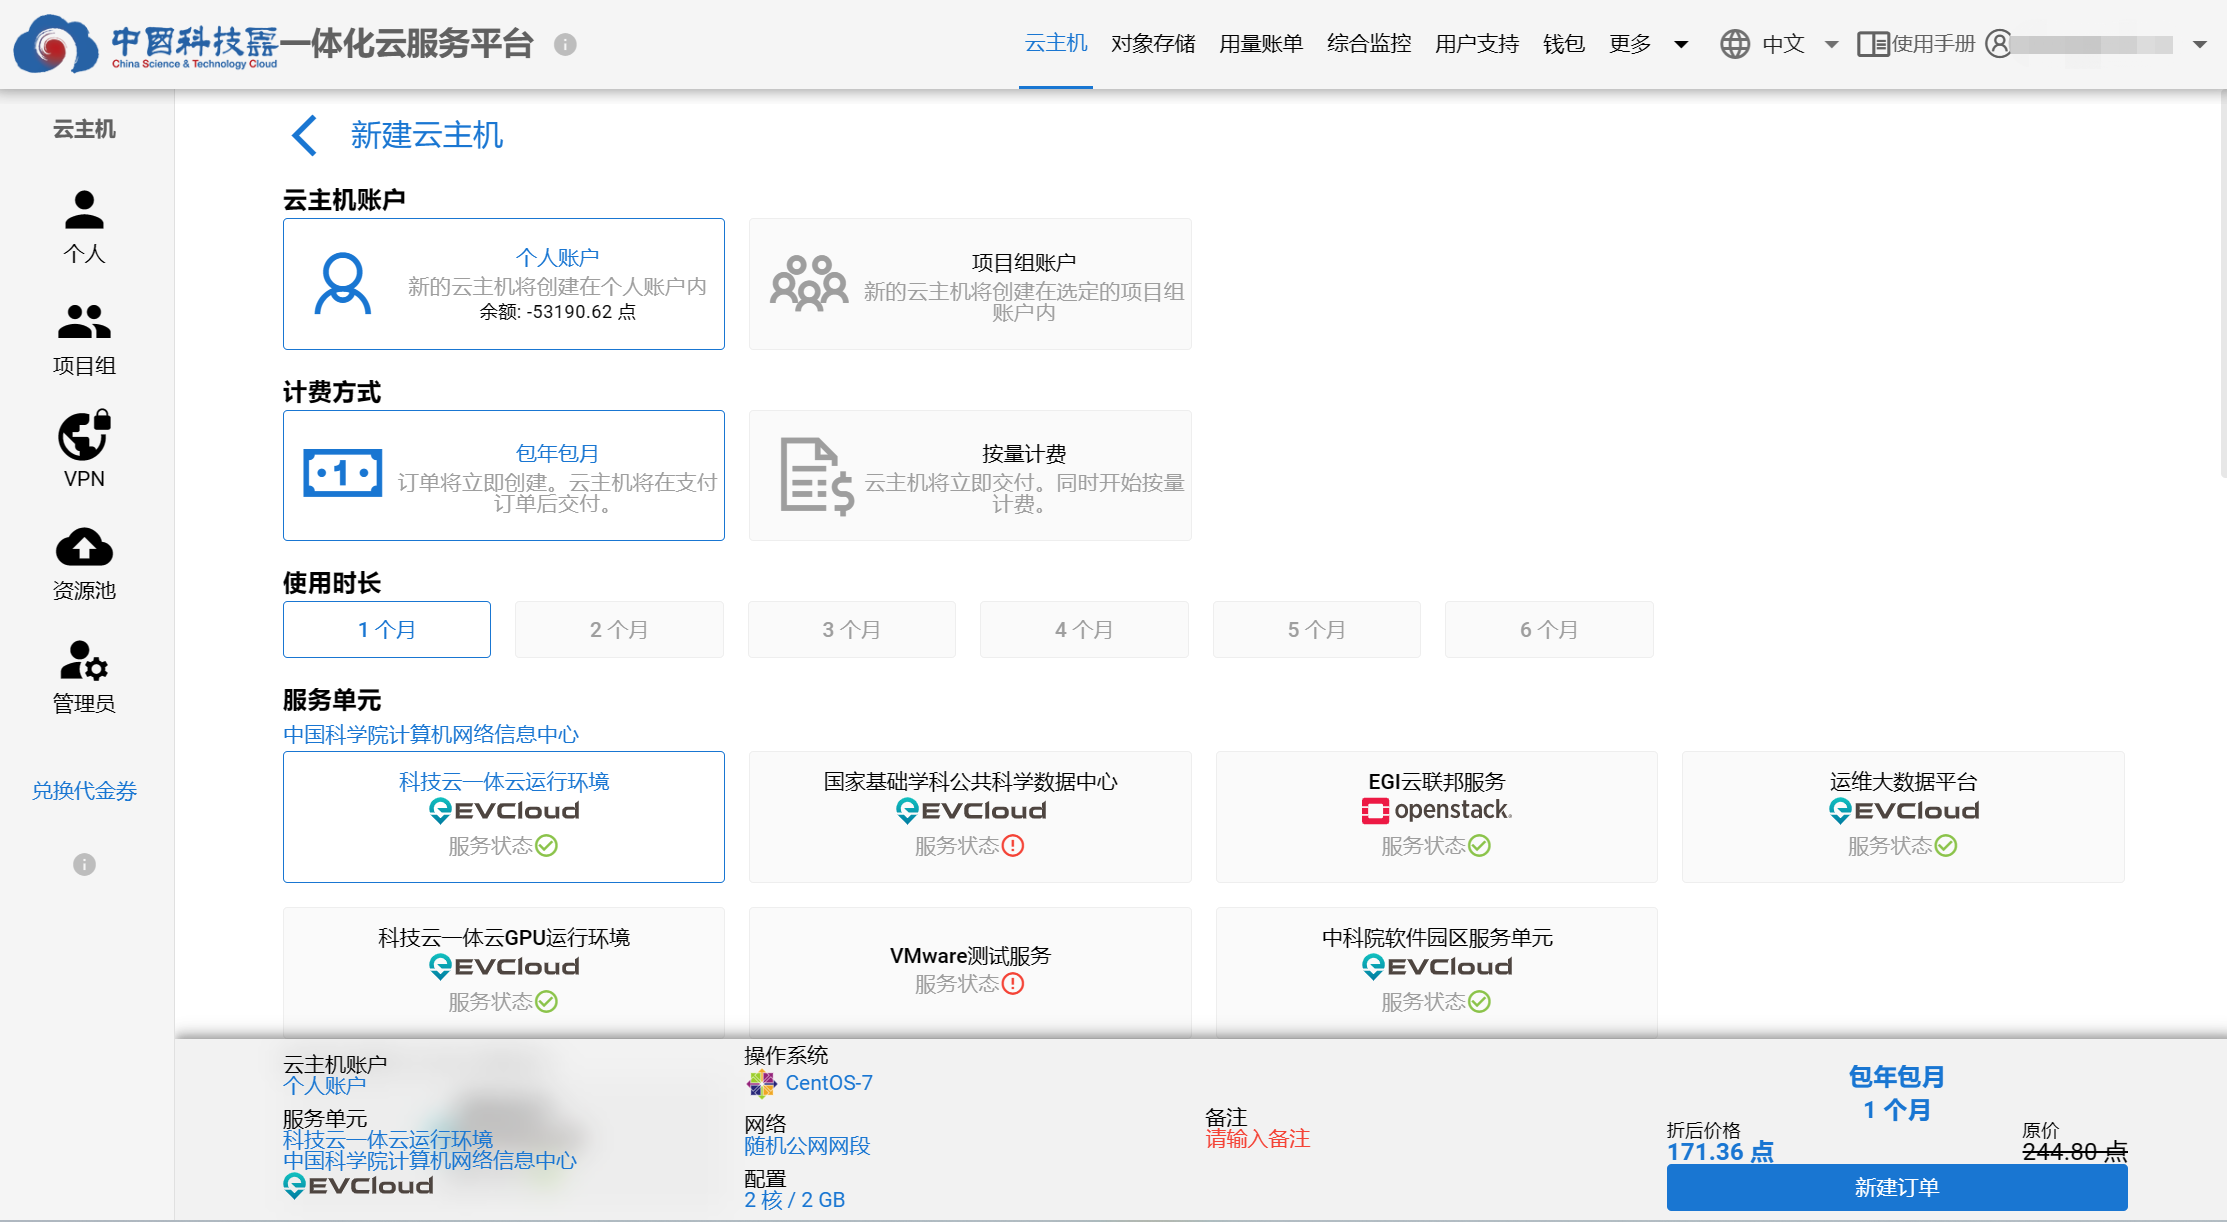 中国科技云 一体化云服务平台
China Science & Technology Cloud
云主机 对象存储 用量账单 综合监控 用户支持 钱包 更多 中文 使用手册
云主机
个人
项目组
VPN
资源池
管理员
兑换代金券
新建云主机
云主机账户
个人账户
新的云主机将创建在个人账户内
余额: -53190.62 点
项目组账户
新的云主机将创建在选定的项目组
账户内
计费方式
包年包月
订单将立即创建。云主机将在支付
订单后交付。
按量计费
云主机将立即交付。同时开始按量
计费。
使用时长
1 个月
2 个月
3 个月
4 个月
5 个月
6 个月
服务单元
中国科学院计算机网络信息中心
科技云一体云运行环境
EVCloud
服务状态
国家基础学科公共科学数据中心
EVCloud
服务状态
EGI云联邦服务
openstack.
服务状态
运维大数据平台
EVCloud
服务状态
科技云一体云GPU运行环境
EVCloud
服务状态
VMware测试服务
服务状态
中科院软件园区服务单元
EVCloud
服务状态
云主机账户
个人账户
服务单元
科技云一体云运行环境
中国科学院计算机网络信息中心
EVCloud
操作系统
CentOS-7
网络
随机公网网段
配置
2 核 / 2 GB
备注
请输入备注
包年包月
1 个月
折后价格
171.36 点
原价
244.80 点
新建订单